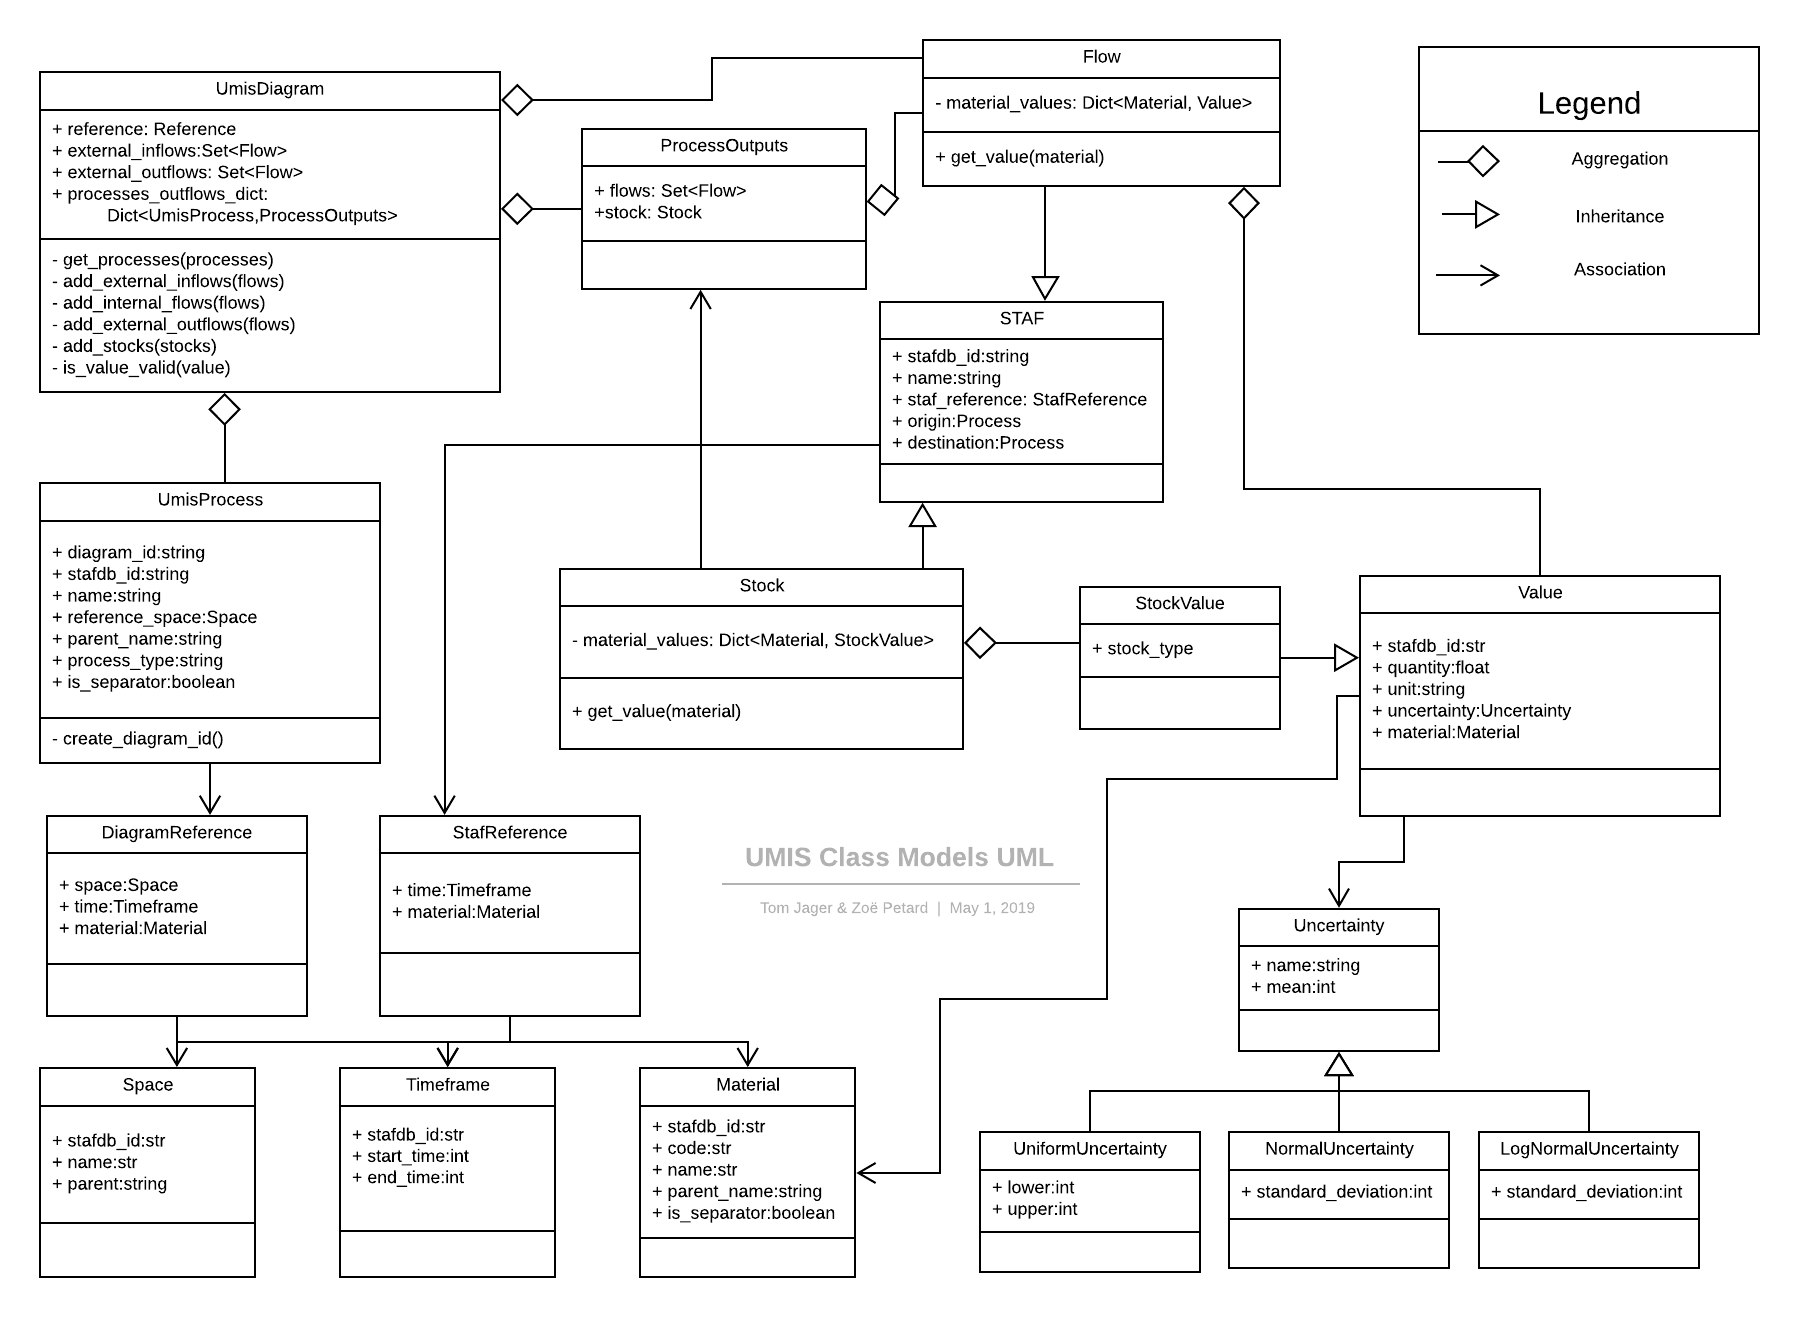 UmisDiagram
+ reference: Reference
+ external_inflows:Set<Flow>
+ external_outflows: Set<Flow>
+ processes_outflows_dict:
Dict<UmisProcess,ProcessOutputs>
- get_processes(processes)
- add_external_inflows(flows)
- add_internal_flows(flows)
- add_external_outflows(flows)
- add_stocks(stocks)
- is_value_valid(value)
ProcessOutputs
+ flows: Set<Flow>
+stock: Stock
Flow
- material_values: Dict<Material, Value>
+ get_value(material)
Legend
Aggregation
Inheritance
Association
STAF
+ stafdb_id:string
+ name:string
+ staf_reference: StafReference
+ origin:Process
+ destination:Process
UmisProcess
+ diagram_id:string
+ stafdb_id:string
+ name:string
+ reference_space:Space
+ parent_name:string
+ process_type:string
+ is_separator:boolean
- create_diagram_id()
Stock
- material_values: Dict<Material, StockValue>
+ get_value(material)
StockValue
+ stock_type
Value
+ stafdb_id:str
+ quantity:float
+ unit:string
+ uncertainty:Uncertainty
+ material:Material
DiagramReference
+ space:Space
+ time:Timeframe
+ material:Material
StafReference
+ time:Timeframe
+ material:Material
UMIS Class Models UML
Tom Jager & Zoë Petard | May 1, 2019
Uncertainty
+ name:string
+ mean:int
Space
+ stafdb_id:str
+ name:str
+ parent:string
Timeframe
+ stafdb_id:str
+ start_time:int
+ end_time:int
Material
+ stafdb_id:str
+ code:str
+ name:str
+ parent_name:string
+ is_separator:boolean
UniformUncertainty
+ lower:int
+ upper:int
NormalUncertainty
+ standard_deviation:int
LogNormalUncertainty
+ standard_deviation:int